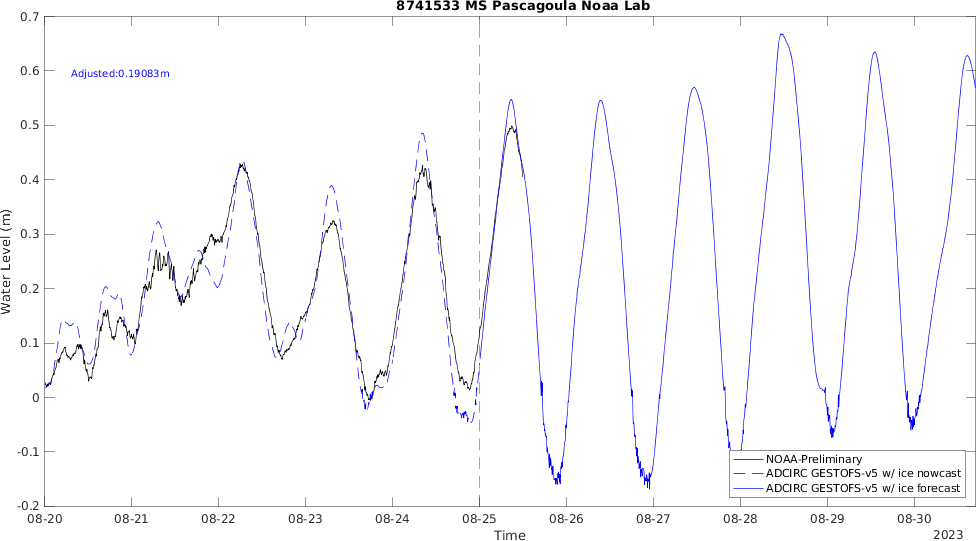 8741533 MS Pascagoula Noaa Lab
Adjusted:0.19083m
Water Level (m)
0.7
0.6
0.5
0.4
0.3
0.2
0.1
0
-0.1
-0.2
NOAA-Preliminary
ADCIRC GESTOFS-v5 w/ ice nowcast
ADCIRC GESTOFS-v5 w/ ice forecast
08-20 08-21 08-22 08-23 08-24 08-25 08-26 08-27 08-28 08-29 08-30
Time
2023